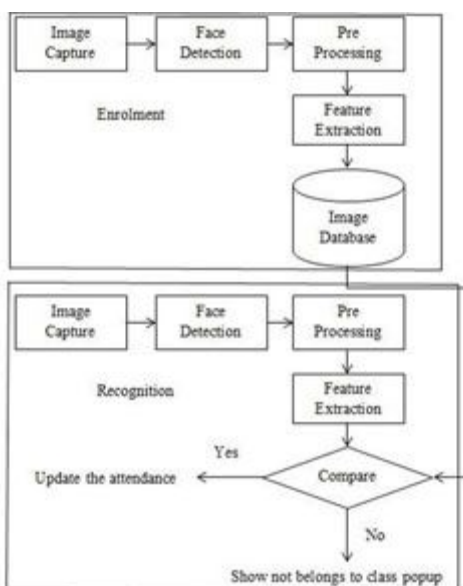 Image
Capture
Face
Detection
Pre
Processing
Enrolment
Feature
Extraction
Image
Database
Image
Capture
Face
Detection
Pre
Processing
Recognition
Feature
Extraction
Yes
Update the attendance
Compare
No
Show not belongs to class popup